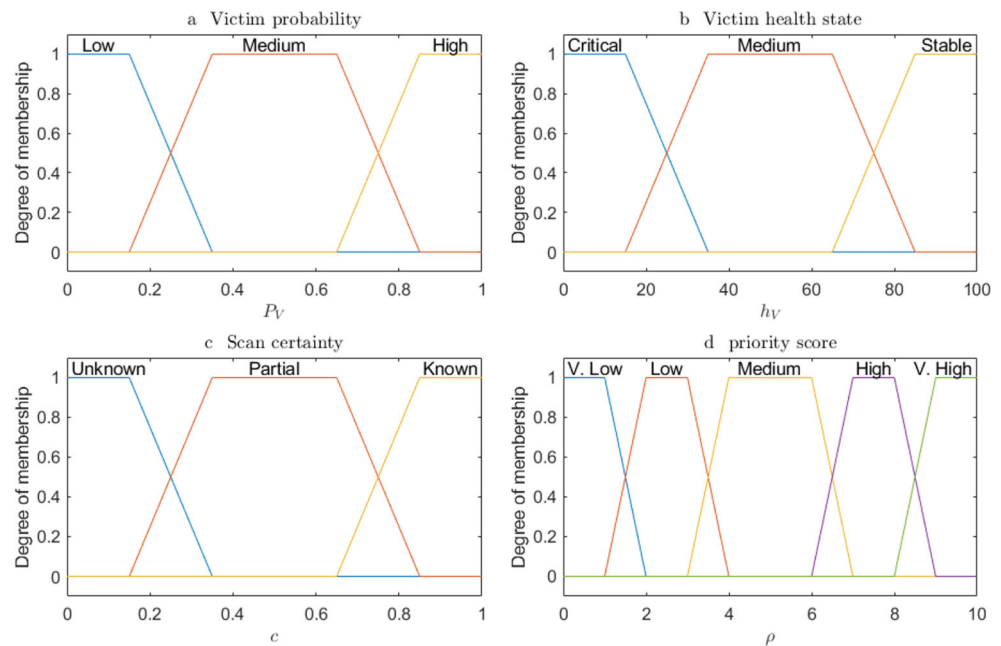 a Victim probability
Low Medium High
1
0.8
0.6
0.4
0.2
0
Degree of membership
0 0.2 0.4 0.6 0.8 1
P_V
b Victim health state
Critical Medium Stable
1
0.8
0.6
0.4
0.2
0
Degree of membership
0 20 40 60 80 100
h_V
c Scan certainty
Unknown Partial Known
1
0.8
0.6
0.4
0.2
0
Degree of membership
0 0.2 0.4 0.6 0.8 1
c
d priority score
V. Low Low Medium High V. High
1
0.8
0.6
0.4
0.2
0
Degree of membership
0 2 4 6 8 10
ρ